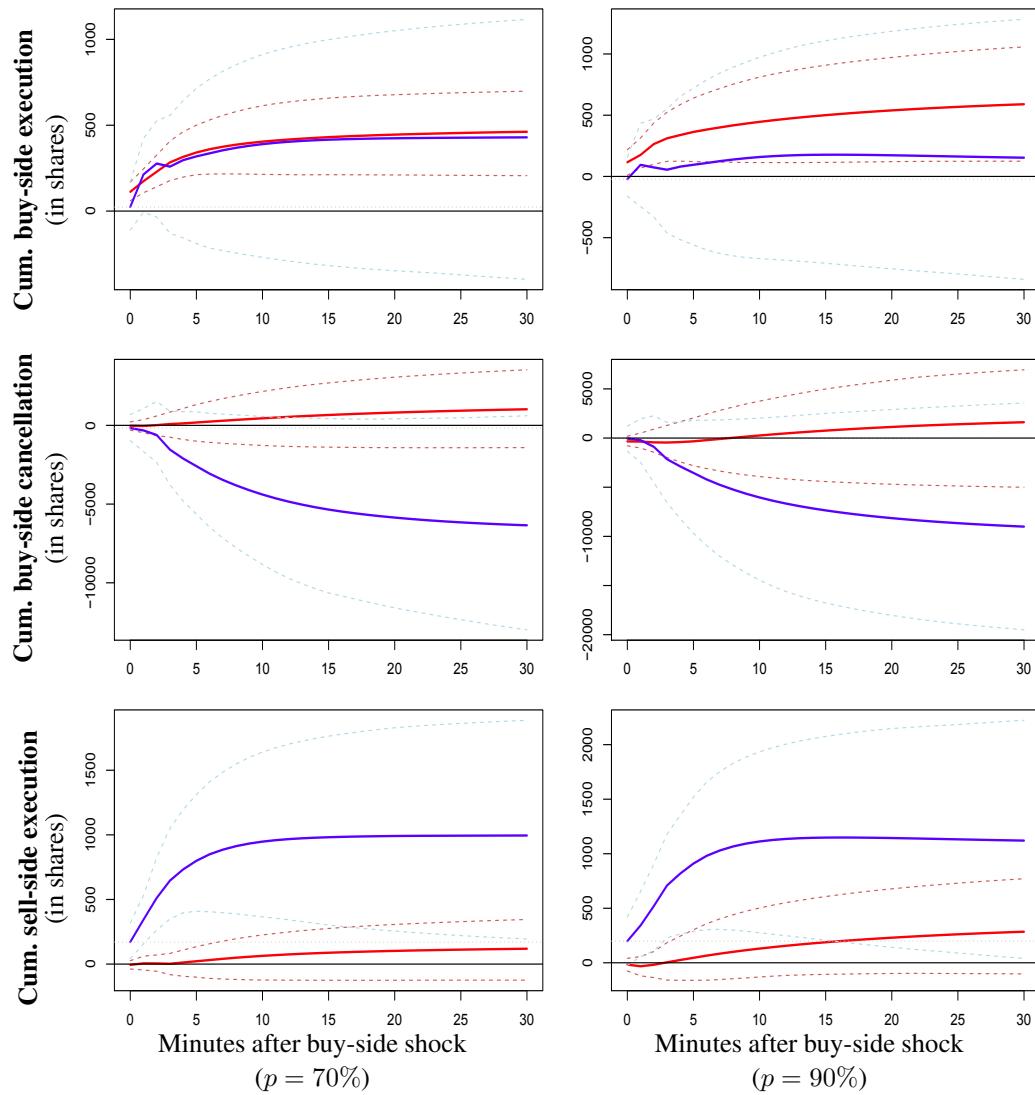 Cum. buy-side execution
(in shares)
0
500
1000
0 5 10 15 20 25 30
−500
0
500
1000
0 5 10 15 20 25 30
Cum. buy-side cancellation
(in shares)
−10000
−5000
0
0 5 10 15 20 25 30
−20000
−10000
0
5000
0 5 10 15 20 25 30
Cum. sell-side execution
(in shares)
0
500
1000
1500
0 5 10 15 20 25 30
0
500
1000
1500
2000
0 5 10 15 20 25 30
Minutes after buy-side shock
(p = 70%)
Minutes after buy-side shock
(p = 90%)